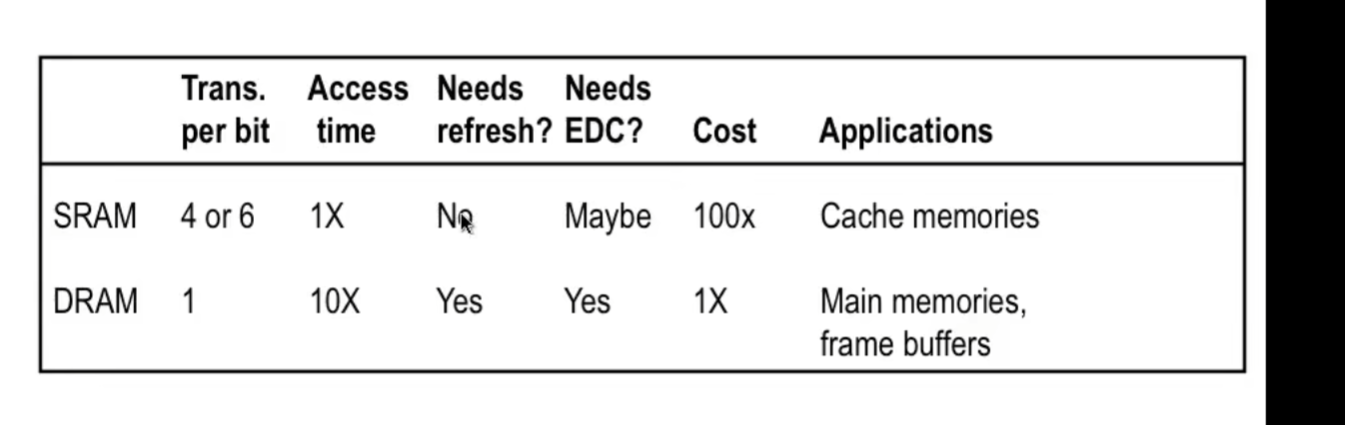 Trans. Access Needs Needs
per bit time refresh? EDC? Cost Applications
SRAM 4 or 6 1X No Maybe 100x Cache memories
DRAM 1 10X Yes Yes 1X Main memories,
frame buffers